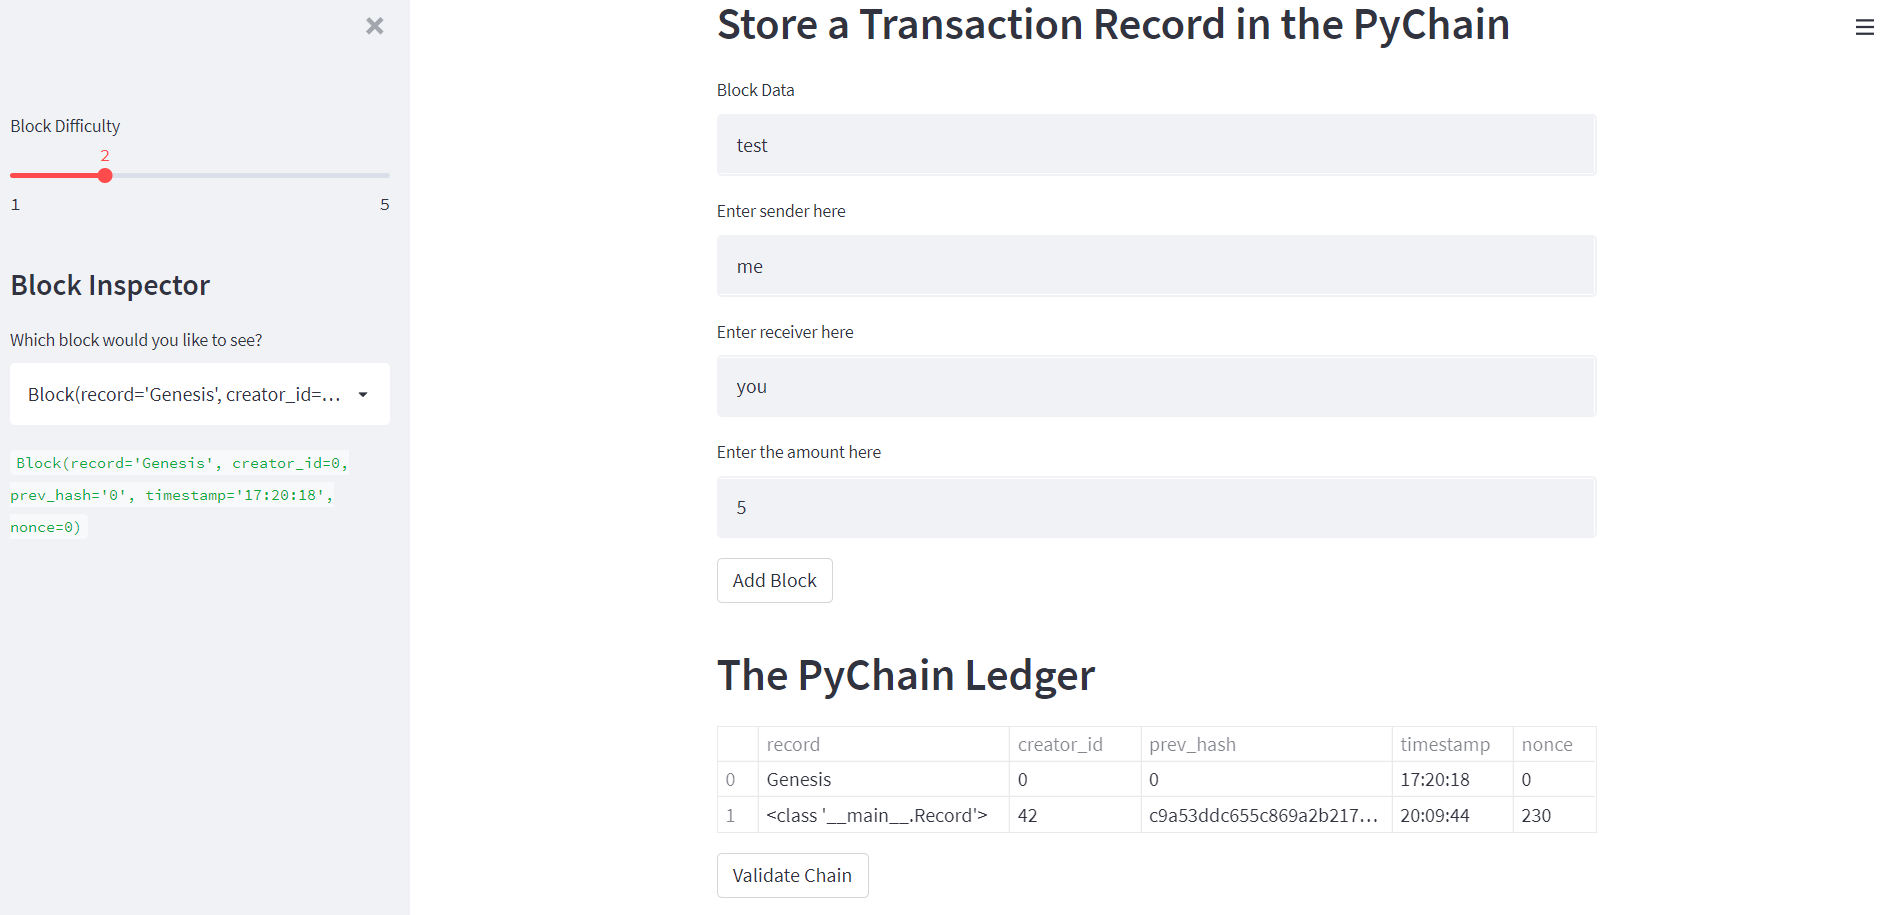 Block Difficulty
2
1 5
Block Inspector
Which block would you like to see?
Block(record='Genesis', creator_id=...
Block(record='Genesis', creator_id=0,
prev_hash='0', timestamp='17:20:18',
nonce=0)
Store a Transaction Record in the PyChain
Block Data
test
Enter sender here
me
Enter receiver here
you
Enter the amount here
5
Add Block
The PyChain Ledger
record creator_id prev_hash timestamp nonce
0 Genesis 0 0 17:20:18 0
1 <class '__main__.Record'> 42 c9a53ddc655c869a2b217... 20:09:44 230
Validate Chain